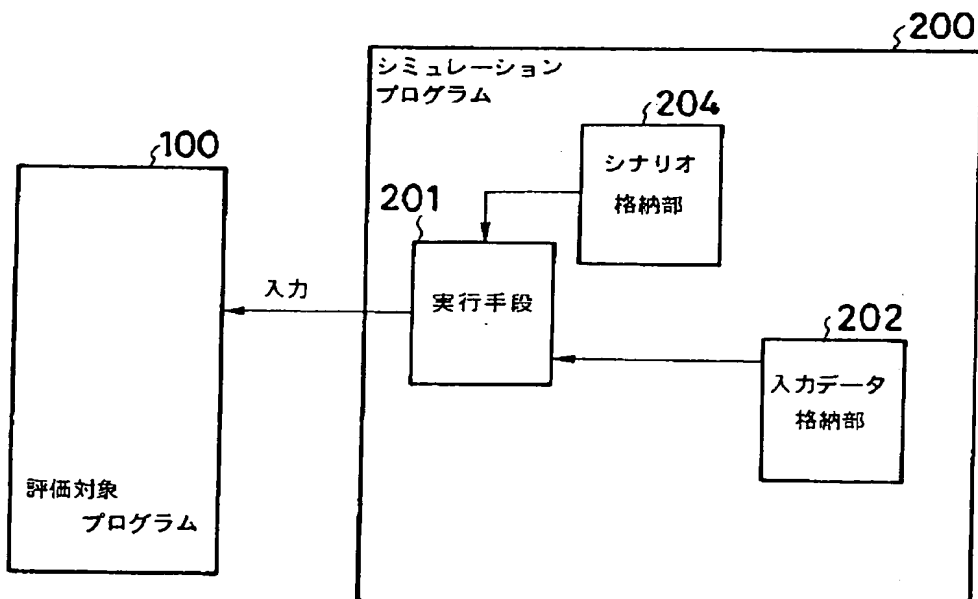 200
シミュレーション
プログラム
204
シナリオ
格納部
100
201
実行手段
入力
202
入力データ
格納部
評価対象
プログラム